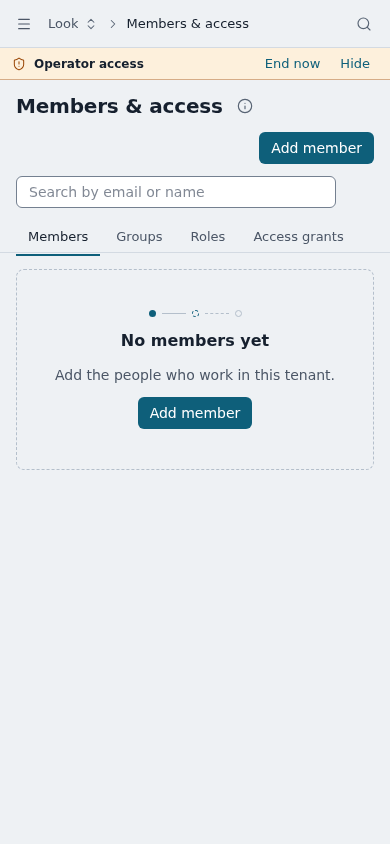 Look Members & access
Operator access End now Hide
Members & access
Add member
Search by email or name
Members Groups Roles Access grants
No members yet
Add the people who work in this tenant.
Add member